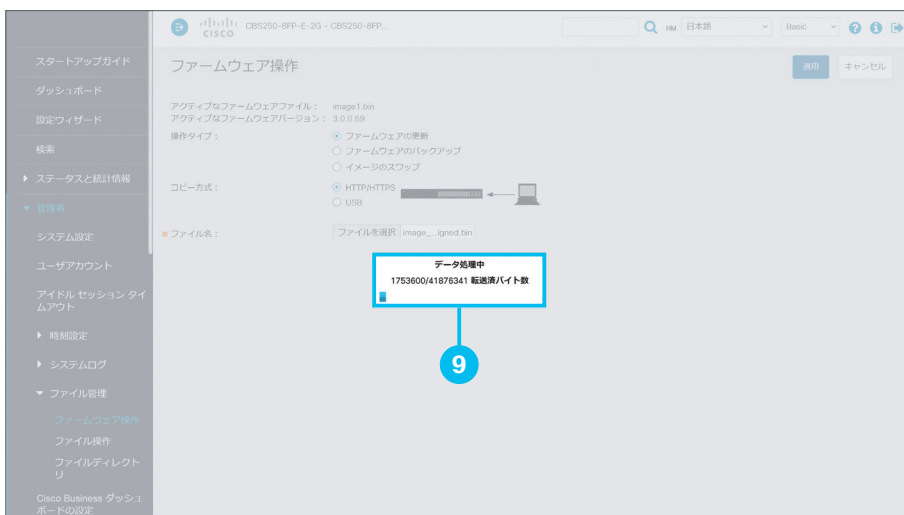 CISCO
CBS250-8FP-E-2G - CBS250-8FP...
HM
日本語
Basic
スタートアップガイド
ダッシュボード
設定ウィザード
検索
ステータスと統計情報
管理者
システム設定
ユーザアカウント
アイドル セッション タイ
ムアウト
時刻設定
システムログ
ファイル管理
ファームウェア操作
ファイル操作
ファイルディレクト
リ
Cisco Business ダッシュ
ボードの設定
ファームウェア操作
適用
キャンセル
アクティブなファームウェアファイル： image1.bin
アクティブなファームウェアバージョン： 3.0.0.69
操作タイプ：
ファームウェアの更新
ファームウェアのバックアップ
イメージのスワップ
コピー方式：
HTTP/HTTPS
USB
ファイル名：
ファイルを選択 image_...igned.bin
データ処理中
1753600/41876341 転送済バイト数
9